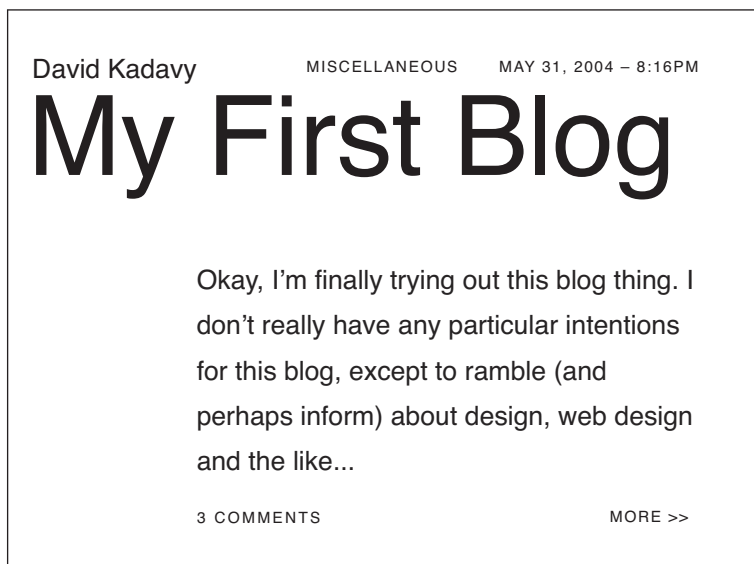 David Kadavy MISCELLANEOUS MAY 31, 2004 – 8:16PM
My First Blog
Okay, I’m finally trying out this blog thing. I
don’t really have any particular intentions
for this blog, except to ramble (and
perhaps inform) about design, web design
and the like...
3 COMMENTS MORE >>